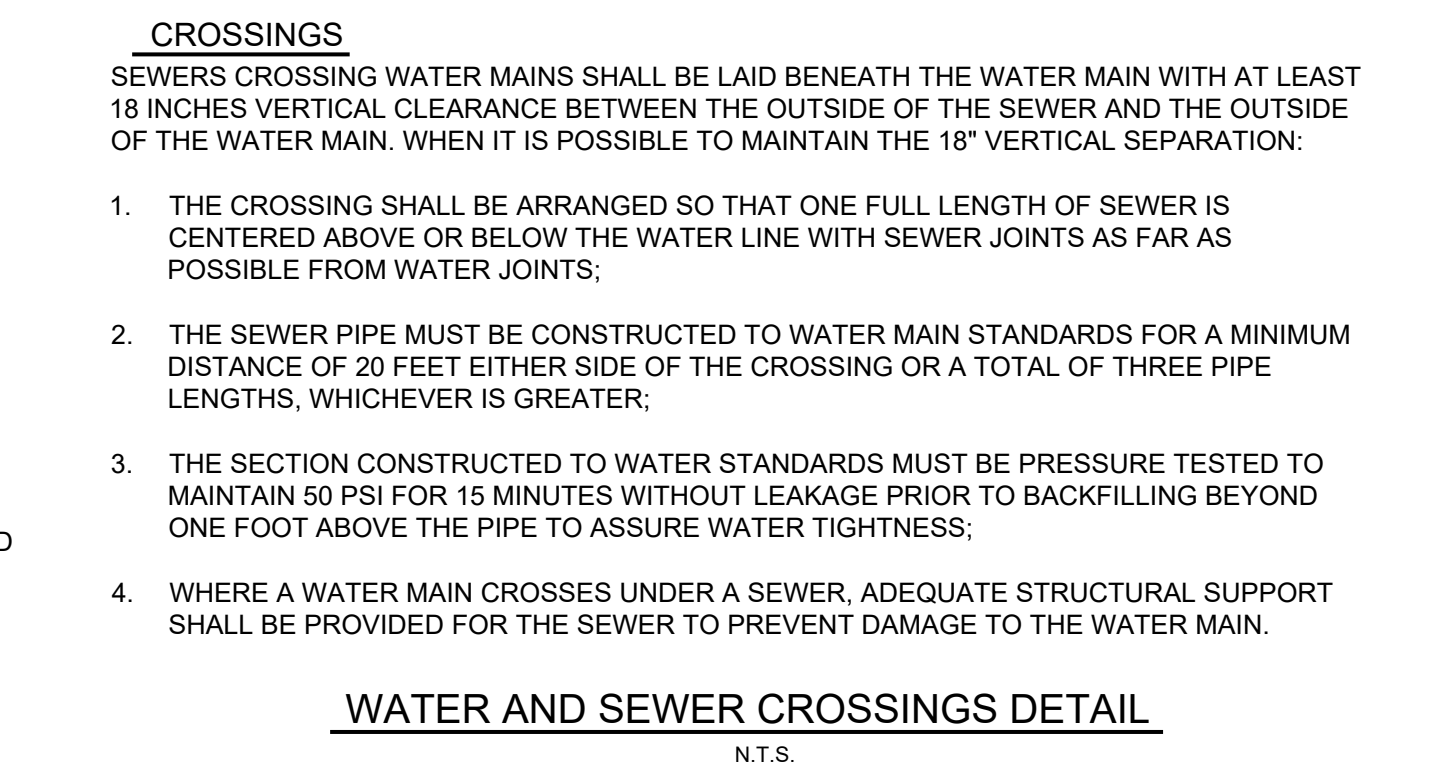 CROSSINGS
SEWERS CROSSING WATER MAINS SHALL BE LAID BENEATH THE WATER MAIN WITH AT LEAST
18 INCHES VERTICAL CLEARANCE BETWEEN THE OUTSIDE OF THE SEWER AND THE OUTSIDE
OF THE WATER MAIN. WHEN IT IS POSSIBLE TO MAINTAIN THE 18" VERTICAL SEPARATION:
1. THE CROSSING SHALL BE ARRANGED SO THAT ONE FULL LENGTH OF SEWER IS
CENTERED ABOVE OR BELOW THE WATER LINE WITH SEWER JOINTS AS FAR AS
POSSIBLE FROM WATER JOINTS;
2. THE SEWER PIPE MUST BE CONSTRUCTED TO WATER MAIN STANDARDS FOR A MINIMUM
DISTANCE OF 20 FEET EITHER SIDE OF THE CROSSING OR A TOTAL OF THREE PIPE
LENGTHS, WHICHEVER IS GREATER;
3. THE SECTION CONSTRUCTED TO WATER STANDARDS MUST BE PRESSURE TESTED TO
MAINTAIN 50 PSI FOR 15 MINUTES WITHOUT LEAKAGE PRIOR TO BACKFILLING BEYOND
ONE FOOT ABOVE THE PIPE TO ASSURE WATER TIGHTNESS;
4. WHERE A WATER MAIN CROSSES UNDER A SEWER, ADEQUATE STRUCTURAL SUPPORT
SHALL BE PROVIDED FOR THE SEWER TO PREVENT DAMAGE TO THE WATER MAIN.
WATER AND SEWER CROSSINGS DETAIL
N.T.S.